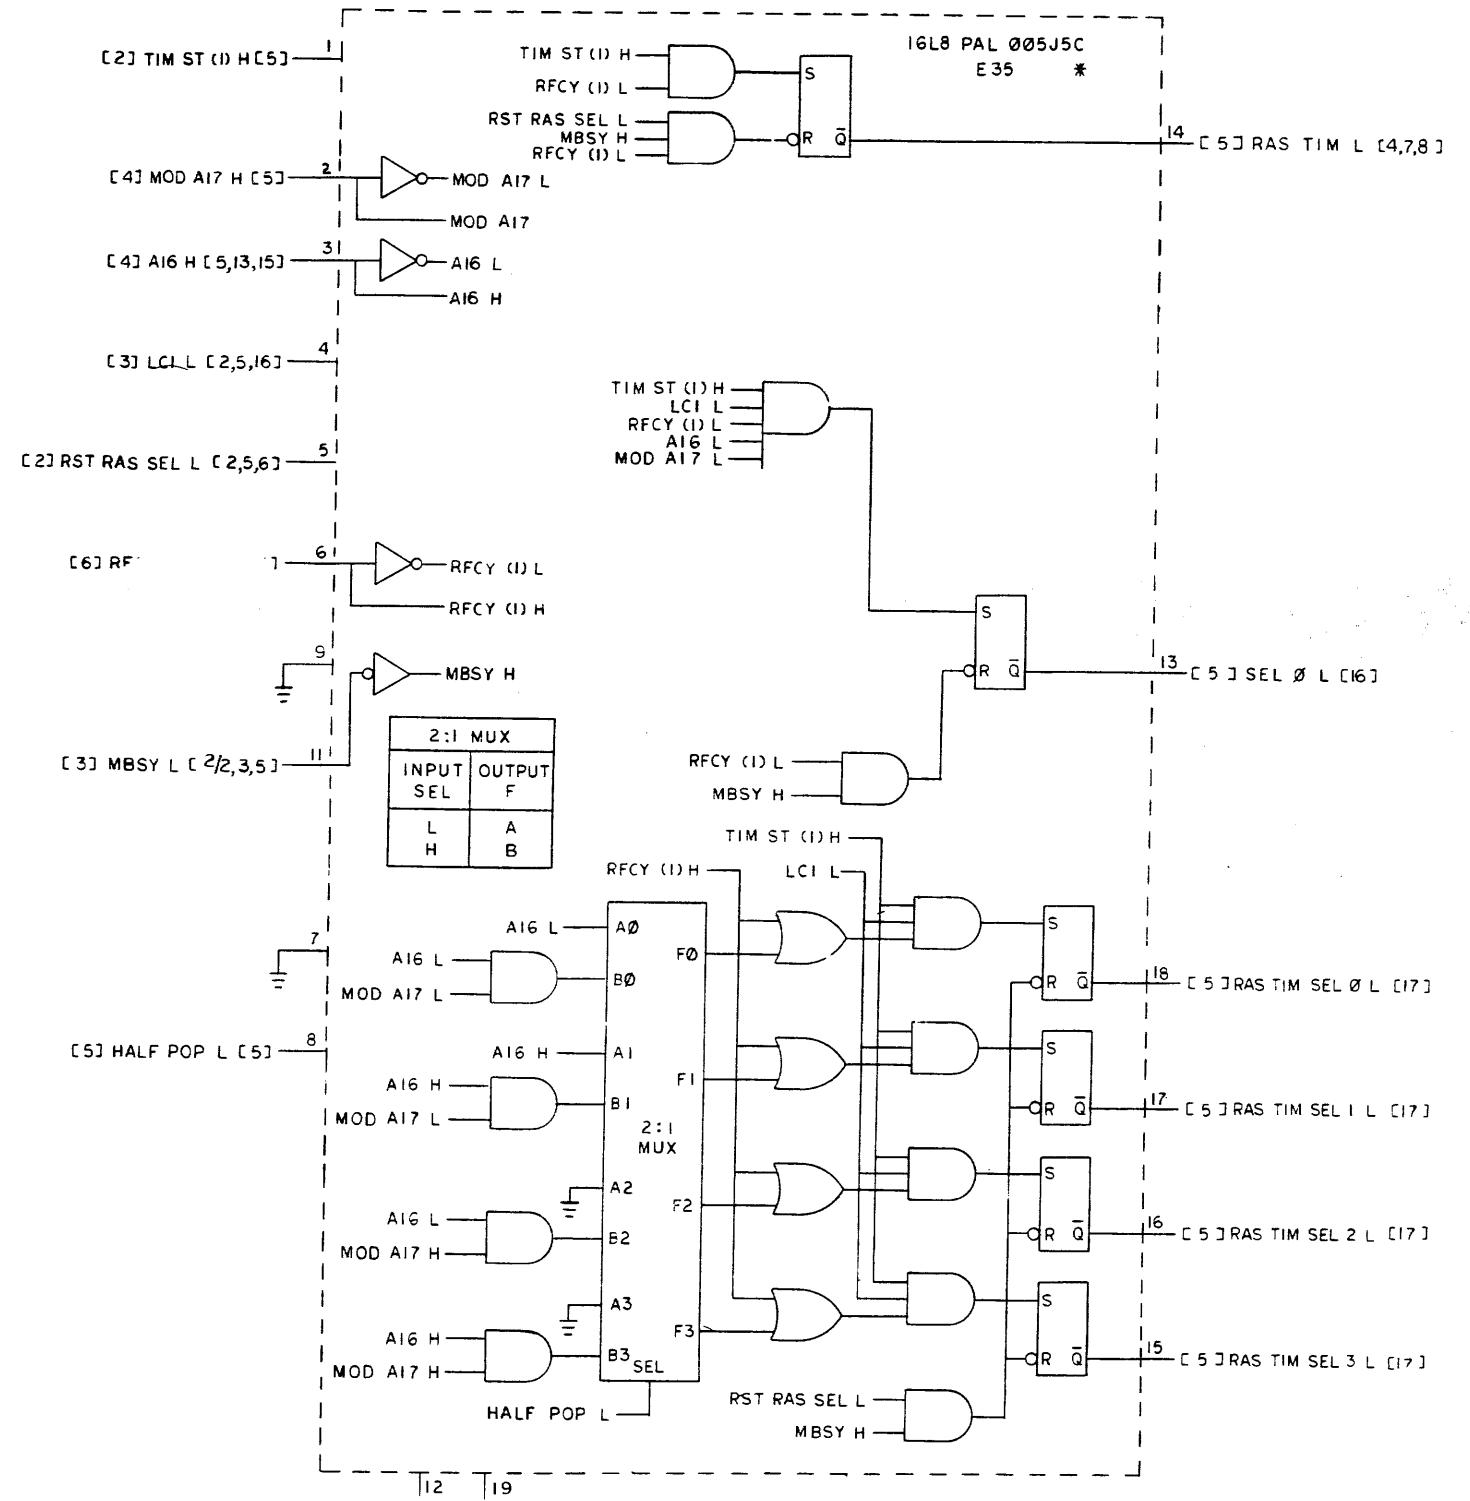 16L8 PAL 005J5C
E35 *
[2] TIM ST (1) H [5]
1
TIM ST (1) H
RFCY (1) L
RST RAS SEL L
MBSY H
RFCY (1) L
S
R
Q̅
14
[5] RAS TIM L [4,7,8]
[4] MOD A17 H [5]
2
MOD A17 L
MOD A17
[4] A16 H [5,13,15]
3
A16 L
A16 H
[3] LC1 L [2,5,16]
4
[2] RST RAS SEL L [2,5,6]
5
TIM ST (1) H
LC1 L
RFCY (1) L
A16 L
MOD A17 L
[6] RF ]
6
RFCY (1) L
RFCY (1) H
9
MBSY H
[3] MBSY L [2/2,3,5]
11
S
R
Q̅
13
[5] SEL Ø L [16]
RFCY (1) L
MBSY H
2:1 MUX
INPUT SEL
OUTPUT F
L A
H B
TIM ST (1) H
RFCY (1) H
LC1 L
7
[5] HALF POP L [5]
8
A16 L
A16 L
MOD A17 L
A16 H
A16 H
MOD A17 L
A16 L
MOD A17 H
A16 H
MOD A17 H
AØ
BØ
A1
B1
2:1
MUX
A2
B2
A3
B3
SEL
FØ
F1
F2
F3
HALF POP L
RST RAS SEL L
MBSY H
S
R
Q̅
18
[5] RAS TIM SEL Ø L [17]
S
R
Q̅
17
[5] RAS TIM SEL 1 L [17]
S
R
Q̅
16
[5] RAS TIM SEL 2 L [17]
S
R
Q̅
15
[5] RAS TIM SEL 3 L [17]
12
19